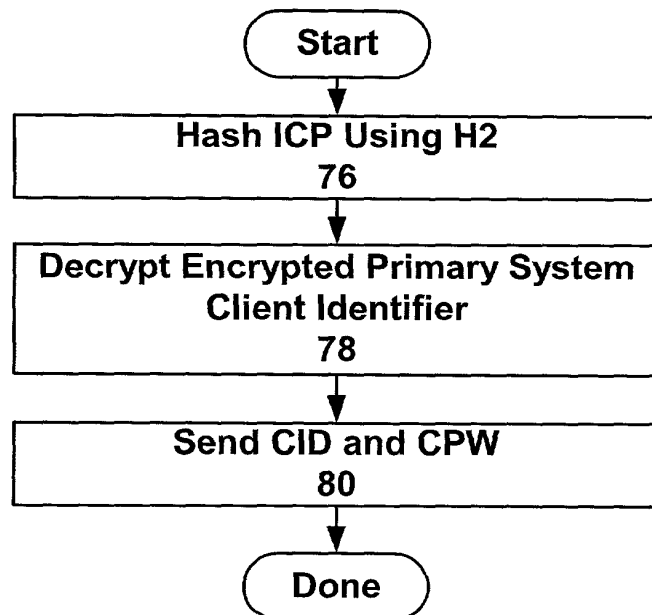 Start
Hash ICP Using H2
76
Decrypt Encrypted Primary System
Client Identifier
78
Send CID and CPW
80
Done